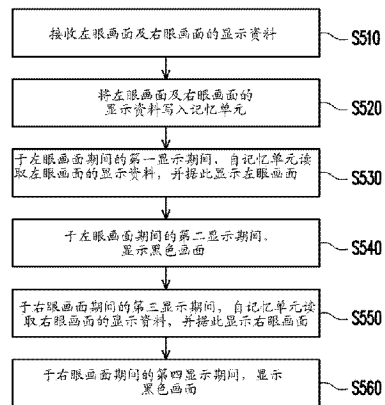 接收左眼画面及右眼画面的显示资料
S510
将左眼画面及右眼画面的
显示资料写入记忆单元
S520
于左眼画面期间的第一显示期间，自记忆单元读
取左眼画面的显示资料，并据此显示左眼画面
S530
于左眼画面期间的第二显示期间，
显示黑色画面
S540
于右眼画面期间的第三显示期间，自记忆单元读
取右眼画面的显示资料，并据此显示右眼画面
S550
于右眼画面期间的第四显示期间，显示
黑色画面
S560